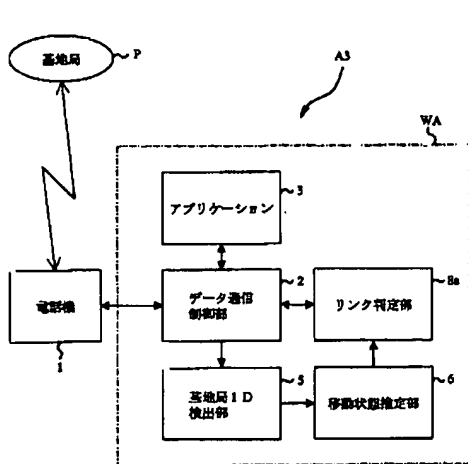 基地局
P
A3
WA
アプリケーション
3
電話機
1
データ通信
制御部
2
リンク判定部
8a
基地局ID
検出部
5
移動状態推定部
6